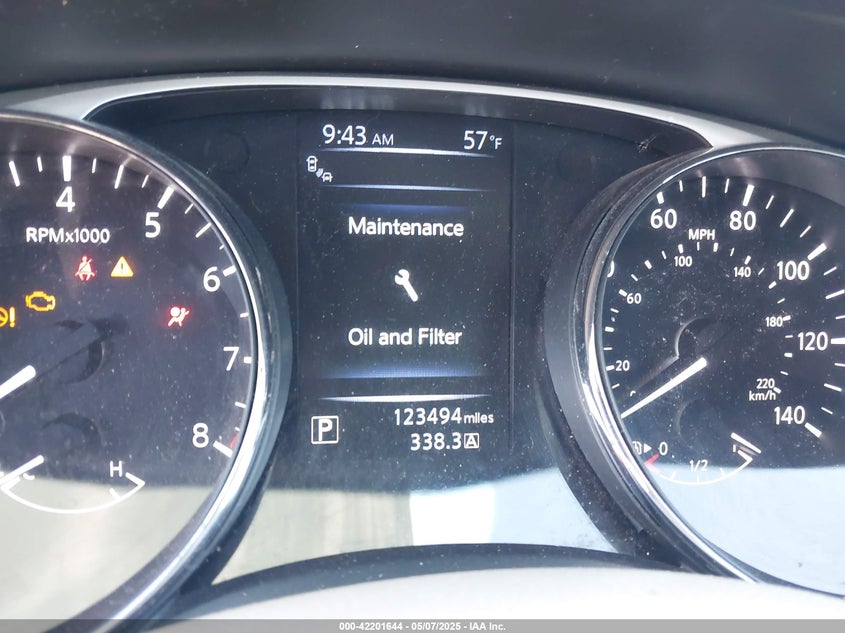 9:43 AM 57°F
Maintenance
Oil and Filter
P 123494 miles
338.3 A
4 5 6 7 8
RPMx1000
C H
60 80 100 120 140
MPH
20 60 100 140 180 220
km/h
0 1/2
000-42201644 | 05/07/2025 - IAA Inc.